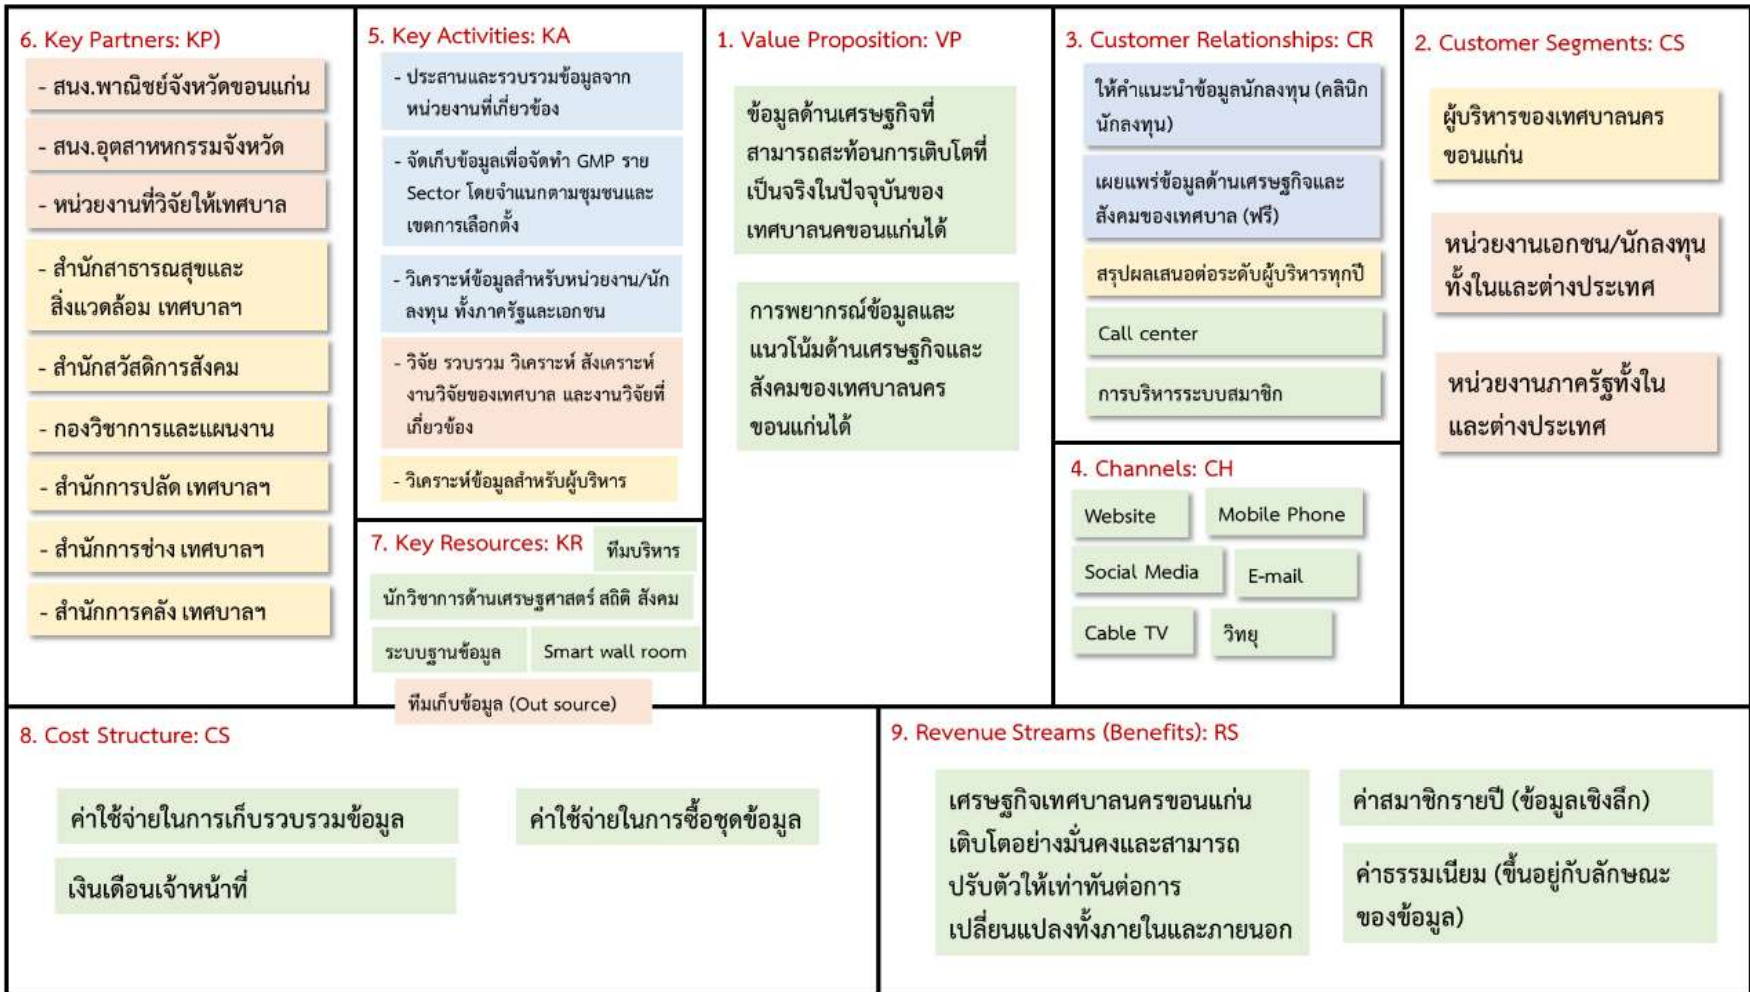 6. Key Partners: KP)
- สนง.พาณิชย์จังหวัดขอนแก่น
- สนง.อุตสาหหกรรมจังหวัด
- หน่วยงานที่วิจัยให้เทศบาล
- สำนักสาธารณสุขและ
สิ่งแวดล้อม เทศบาลฯ
- สำนักสวัสดิการสังคม
- กองวิชาการและแผนงาน
- สำนักการปลัด เทศบาลฯ
- สำนักการช่าง เทศบาลฯ
- สำนักการคลัง เทศบาลฯ
5. Key Activities: KA
- ประสานและรวบรวมข้อมูลจาก
หน่วยงานที่เกี่ยวข้อง
- จัดเก็บข้อมูลเพื่อจัดทำ GMP ราย
Sector โดยจำแนกตามชุมชนและ
เขตการเลือกตั้ง
- วิเคราะห์ข้อมูลสำหรับหน่วยงาน/นัก
ลงทุน ทั้งภาครัฐและเอกชน
- วิจัย รวบรวม วิเคราะห์ สังเคราะห์
งานวิจัยของเทศบาล และงานวิจัยที่
เกี่ยวข้อง
- วิเคราะห์ข้อมูลสำหรับผู้บริหาร
7. Key Resources: KR
ทีมบริหาร
นักวิชาการด้านเศรษฐศาสตร์ สถิติ สังคม
ระบบฐานข้อมูล
Smart wall room
ทีมเก็บข้อมูล (Out source)
1. Value Proposition: VP
ข้อมูลด้านเศรษฐกิจที่
สามารถสะท้อนการเติบโตที่
เป็นจริงในปัจจุบันของ
เทศบาลนคขอนแก่นได้
การพยากรณ์ข้อมูลและ
แนวโน้มด้านเศรษฐกิจและ
สังคมของเทศบาลนคร
ขอนแก่นได้
3. Customer Relationships: CR
ให้คำแนะนำข้อมูลนักลงทุน (คลินิก
นักลงทุน)
เผยแพร่ข้อมูลด้านเศรษฐกิจและ
สังคมของเทศบาล (ฟรี)
สรุปผลเสนอต่อระดับผู้บริหารทุกปี
Call center
การบริหารระบบสมาชิก
4. Channels: CH
Website
Mobile Phone
Social Media
E-mail
Cable TV
วิทยุ
2. Customer Segments: CS
ผู้บริหารของเทศบาลนคร
ขอนแก่น
หน่วยงานเอกชน/นักลงทุน
ทั้งในและต่างประเทศ
หน่วยงานภาครัฐทั้งใน
และต่างประเทศ
8. Cost Structure: CS
ค่าใช้จ่ายในการเก็บรวบรวมข้อมูล
ค่าใช้จ่ายในการซื้อชุดข้อมูล
เงินเดือนเจ้าหน้าที่
9. Revenue Streams (Benefits): RS
เศรษฐกิจเทศบาลนครขอนแก่น
เติบโตอย่างมั่นคงและสามารถ
ปรับตัวให้เท่าทันต่อการ
เปลี่ยนแปลงทั้งภายในและภายนอก
ค่าสมาชิกรายปี (ข้อมูลเชิงลึก)
ค่าธรรมเนียม (ขึ้นอยู่กับลักษณะ
ของข้อมูล)